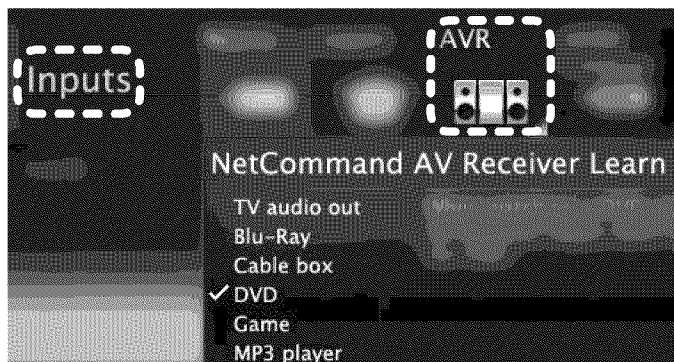 Inputs
AVR
NetCommand AV Receiver Learn
TV audio out
Blu-Ray
Cable box
✓ DVD
Game
MP3 player